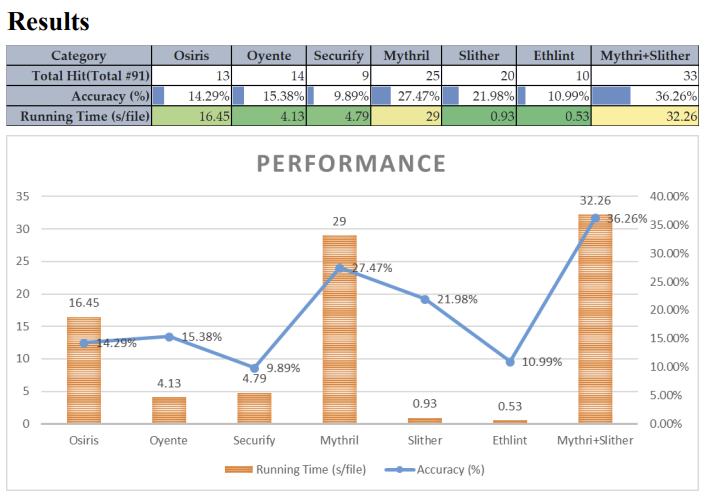 Results
Category Osiris Oyente Securify Mythril Slither Ethlint Mythri+Slither
Total Hit(Total #91) 13 14 9 25 20 10 33
Accuracy (%) 14.29% 15.38% 9.89% 27.47% 21.98% 10.99% 36.26%
Running Time (s/file) 16.45 4.13 4.79 29 0.93 0.53 32.26
PERFORMANCE
35 40.00%
32.26
36.26%
30 35.00%
29
30.00%
25 27.47%
25.00%
20 21.98%
16.45 20.00%
15 15.38% 15.00%
14.29%
10 9.89% 10.99% 10.00%
4.13 4.79
5 5.00%
0.93 0.53
0 0.00%
Osiris Oyente Securify Mythril Slither Ethlint Mythri+Slither
Running Time (s/file) Accuracy (%)